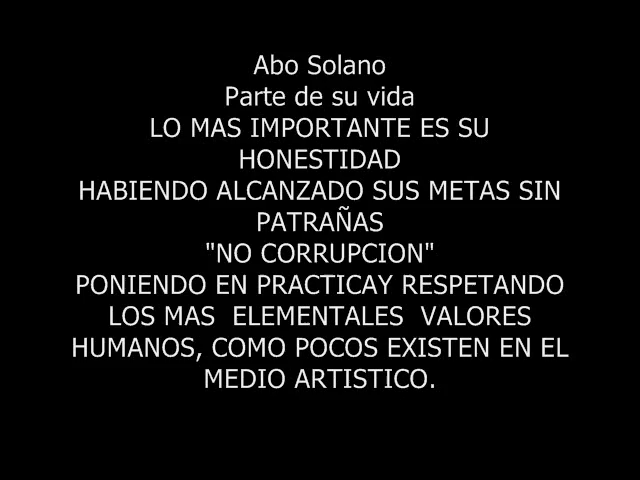 Abo Solano
Parte de su vida
LO MAS IMPORTANTE ES SU
HONESTIDAD
HABIENDO ALCANZADO SUS METAS SIN
PATRAÑAS
"NO CORRUPCION"
PONIENDO EN PRACTICAY RESPETANDO
LOS MAS  ELEMENTALES  VALORES
HUMANOS, COMO POCOS EXISTEN EN EL
MEDIO ARTISTICO.